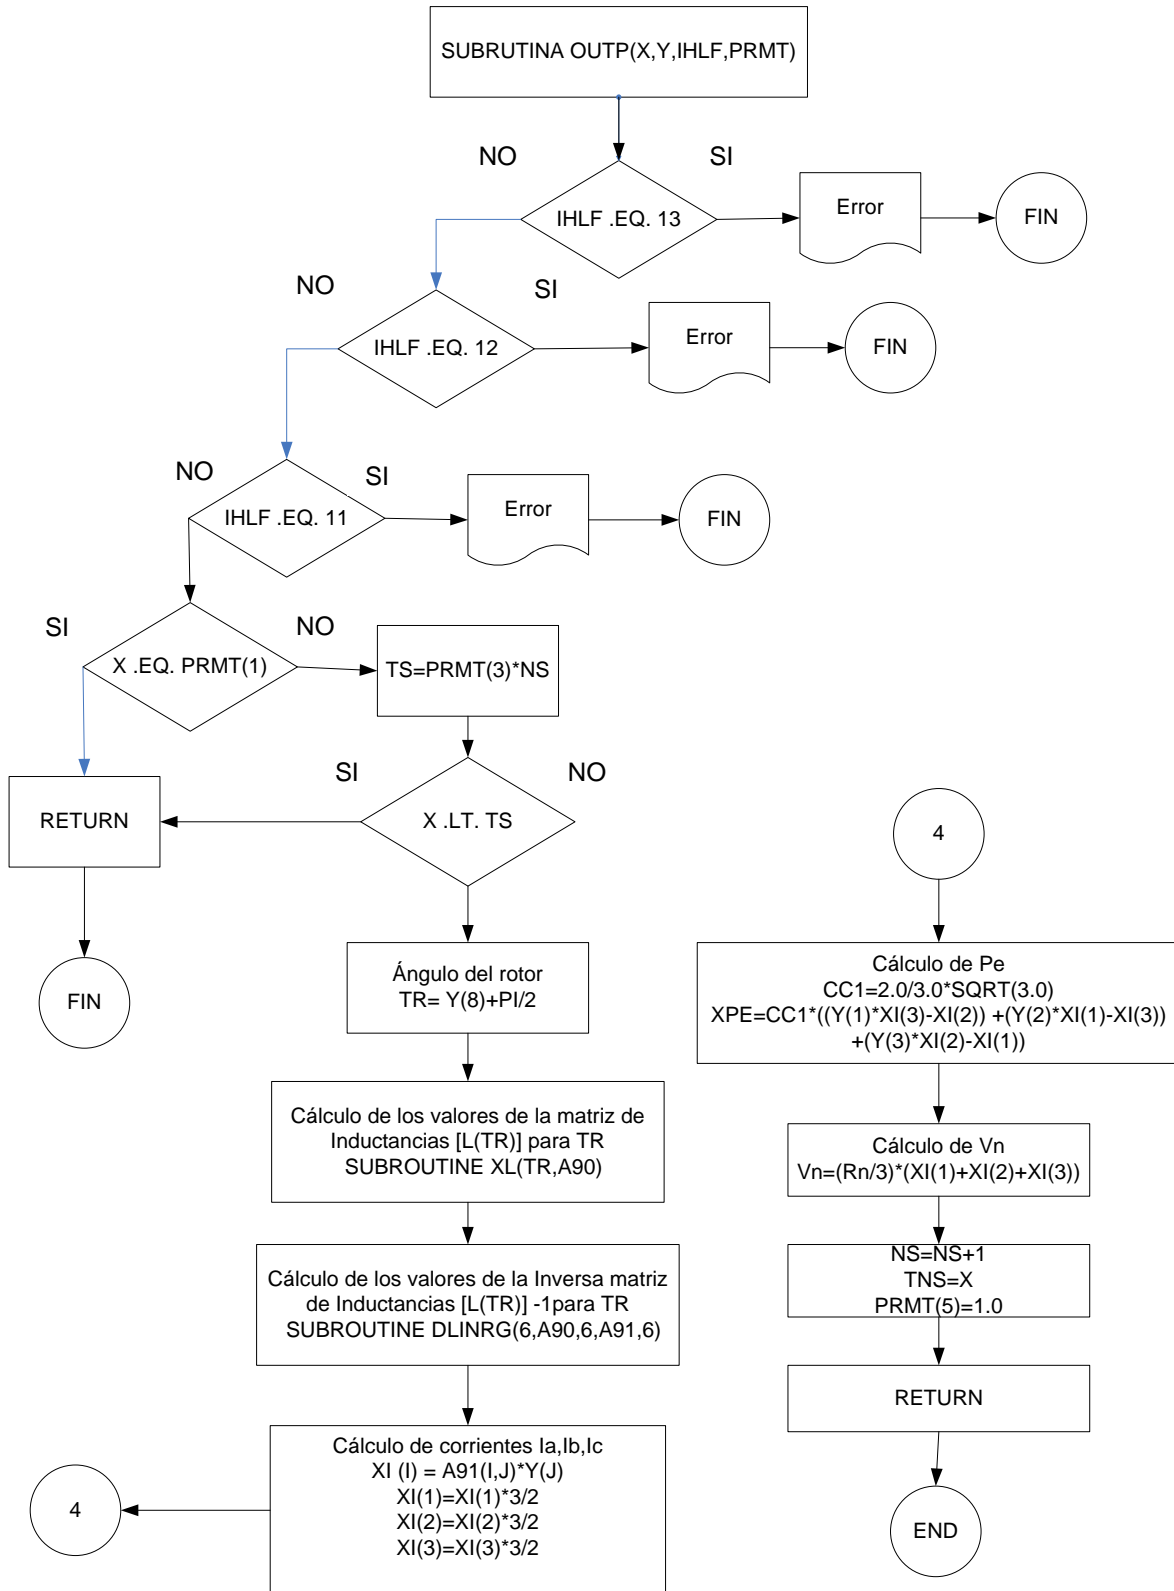 SUBRUTINA OUTP(X,Y,IHLF,PRMT)
NO
SI
IHLF .EQ. 13
Error
FIN
NO
SI
IHLF .EQ. 12
Error
FIN
NO
SI
IHLF .EQ. 11
Error
FIN
SI
NO
X .EQ. PRMT(1)
TS=PRMT(3)*NS
SI
NO
RETURN
X .LT. TS
FIN
Ángulo del rotor
TR= Y(8)+PI/2
Cálculo de los valores de la matriz de
Inductancias [L(TR)] para TR
SUBROUTINE XL(TR,A90)
Cálculo de los valores de la Inversa matriz
de Inductancias [L(TR)] -1para TR
SUBROUTINE DLINRG(6,A90,6,A91,6)
Cálculo de corrientes Ia,Ib,Ic
XI (I) = A91(I,J)*Y(J)
XI(1)=XI(1)*3/2
XI(2)=XI(2)*3/2
XI(3)=XI(3)*3/2
4
4
Cálculo de Pe
CC1=2.0/3.0*SQRT(3.0)
XPE=CC1*((Y(1)*XI(3)-XI(2)) +(Y(2)*XI(1)-XI(3))
+(Y(3)*XI(2)-XI(1))
Cálculo de Vn
Vn=(Rn/3)*(XI(1)+XI(2)+XI(3))
NS=NS+1
TNS=X
PRMT(5)=1.0
RETURN
END